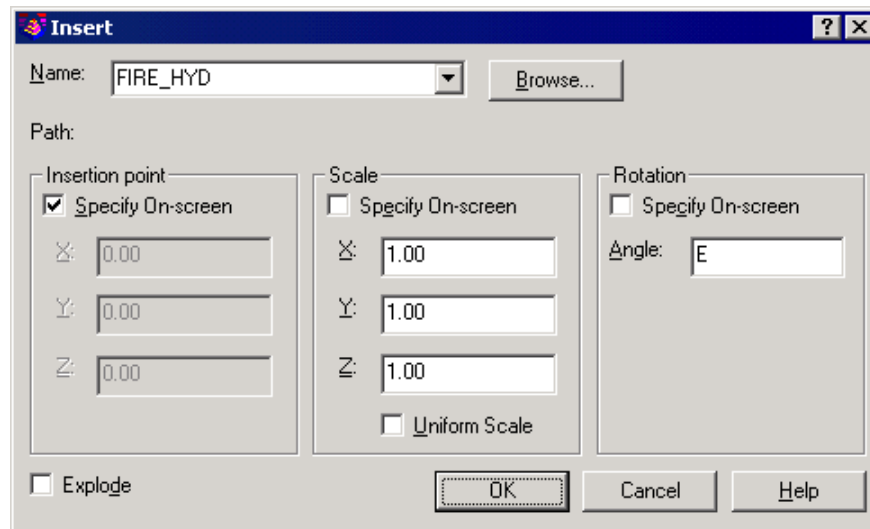 Insert
Name: FIRE_HYD Browse...
Path:
Insertion point Scale Rotation
Specify On-screen Specify On-screen Specify On-screen
X: 0.00 X: 1.00 Angle: E
Y: 0.00 Y: 1.00
Z: 0.00 Z: 1.00
Uniform Scale
Explode OK Cancel Help